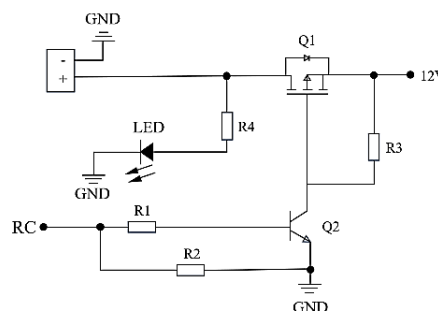 GND
-
+
Q1
12V
LED
R4
R3
GND
RC
R1
Q2
R2
GND